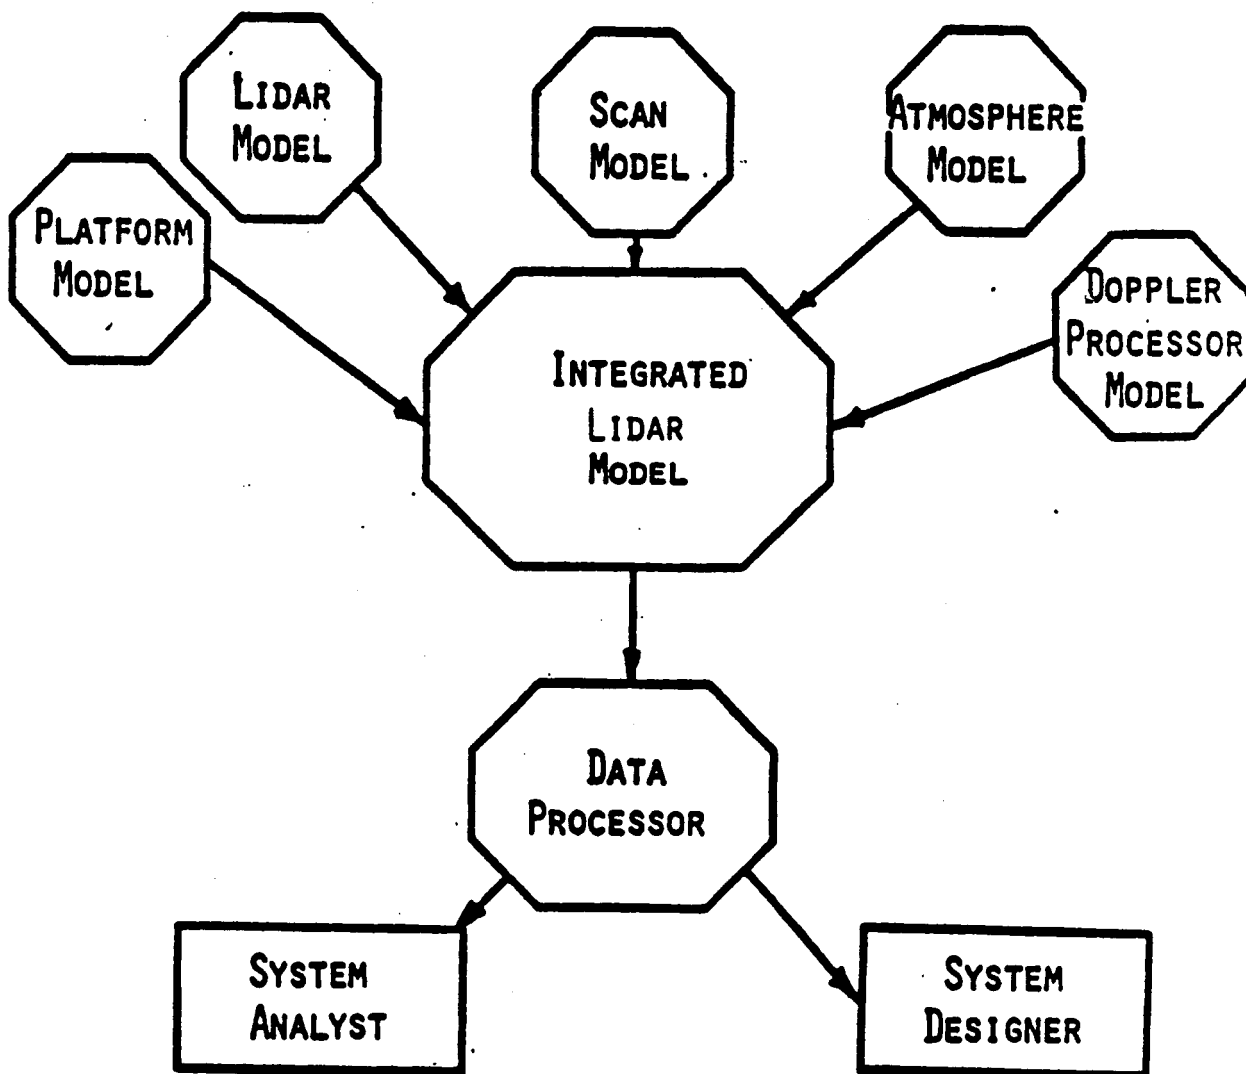 LIDAR
MODEL
SCAN
MODEL
ATMOSPHERE
MODEL
PLATFORM
MODEL
DOPPLER
PROCESSOR
MODEL
INTEGRATED
LIDAR
MODEL
DATA
PROCESSOR
SYSTEM
ANALYST
SYSTEM
DESIGNER